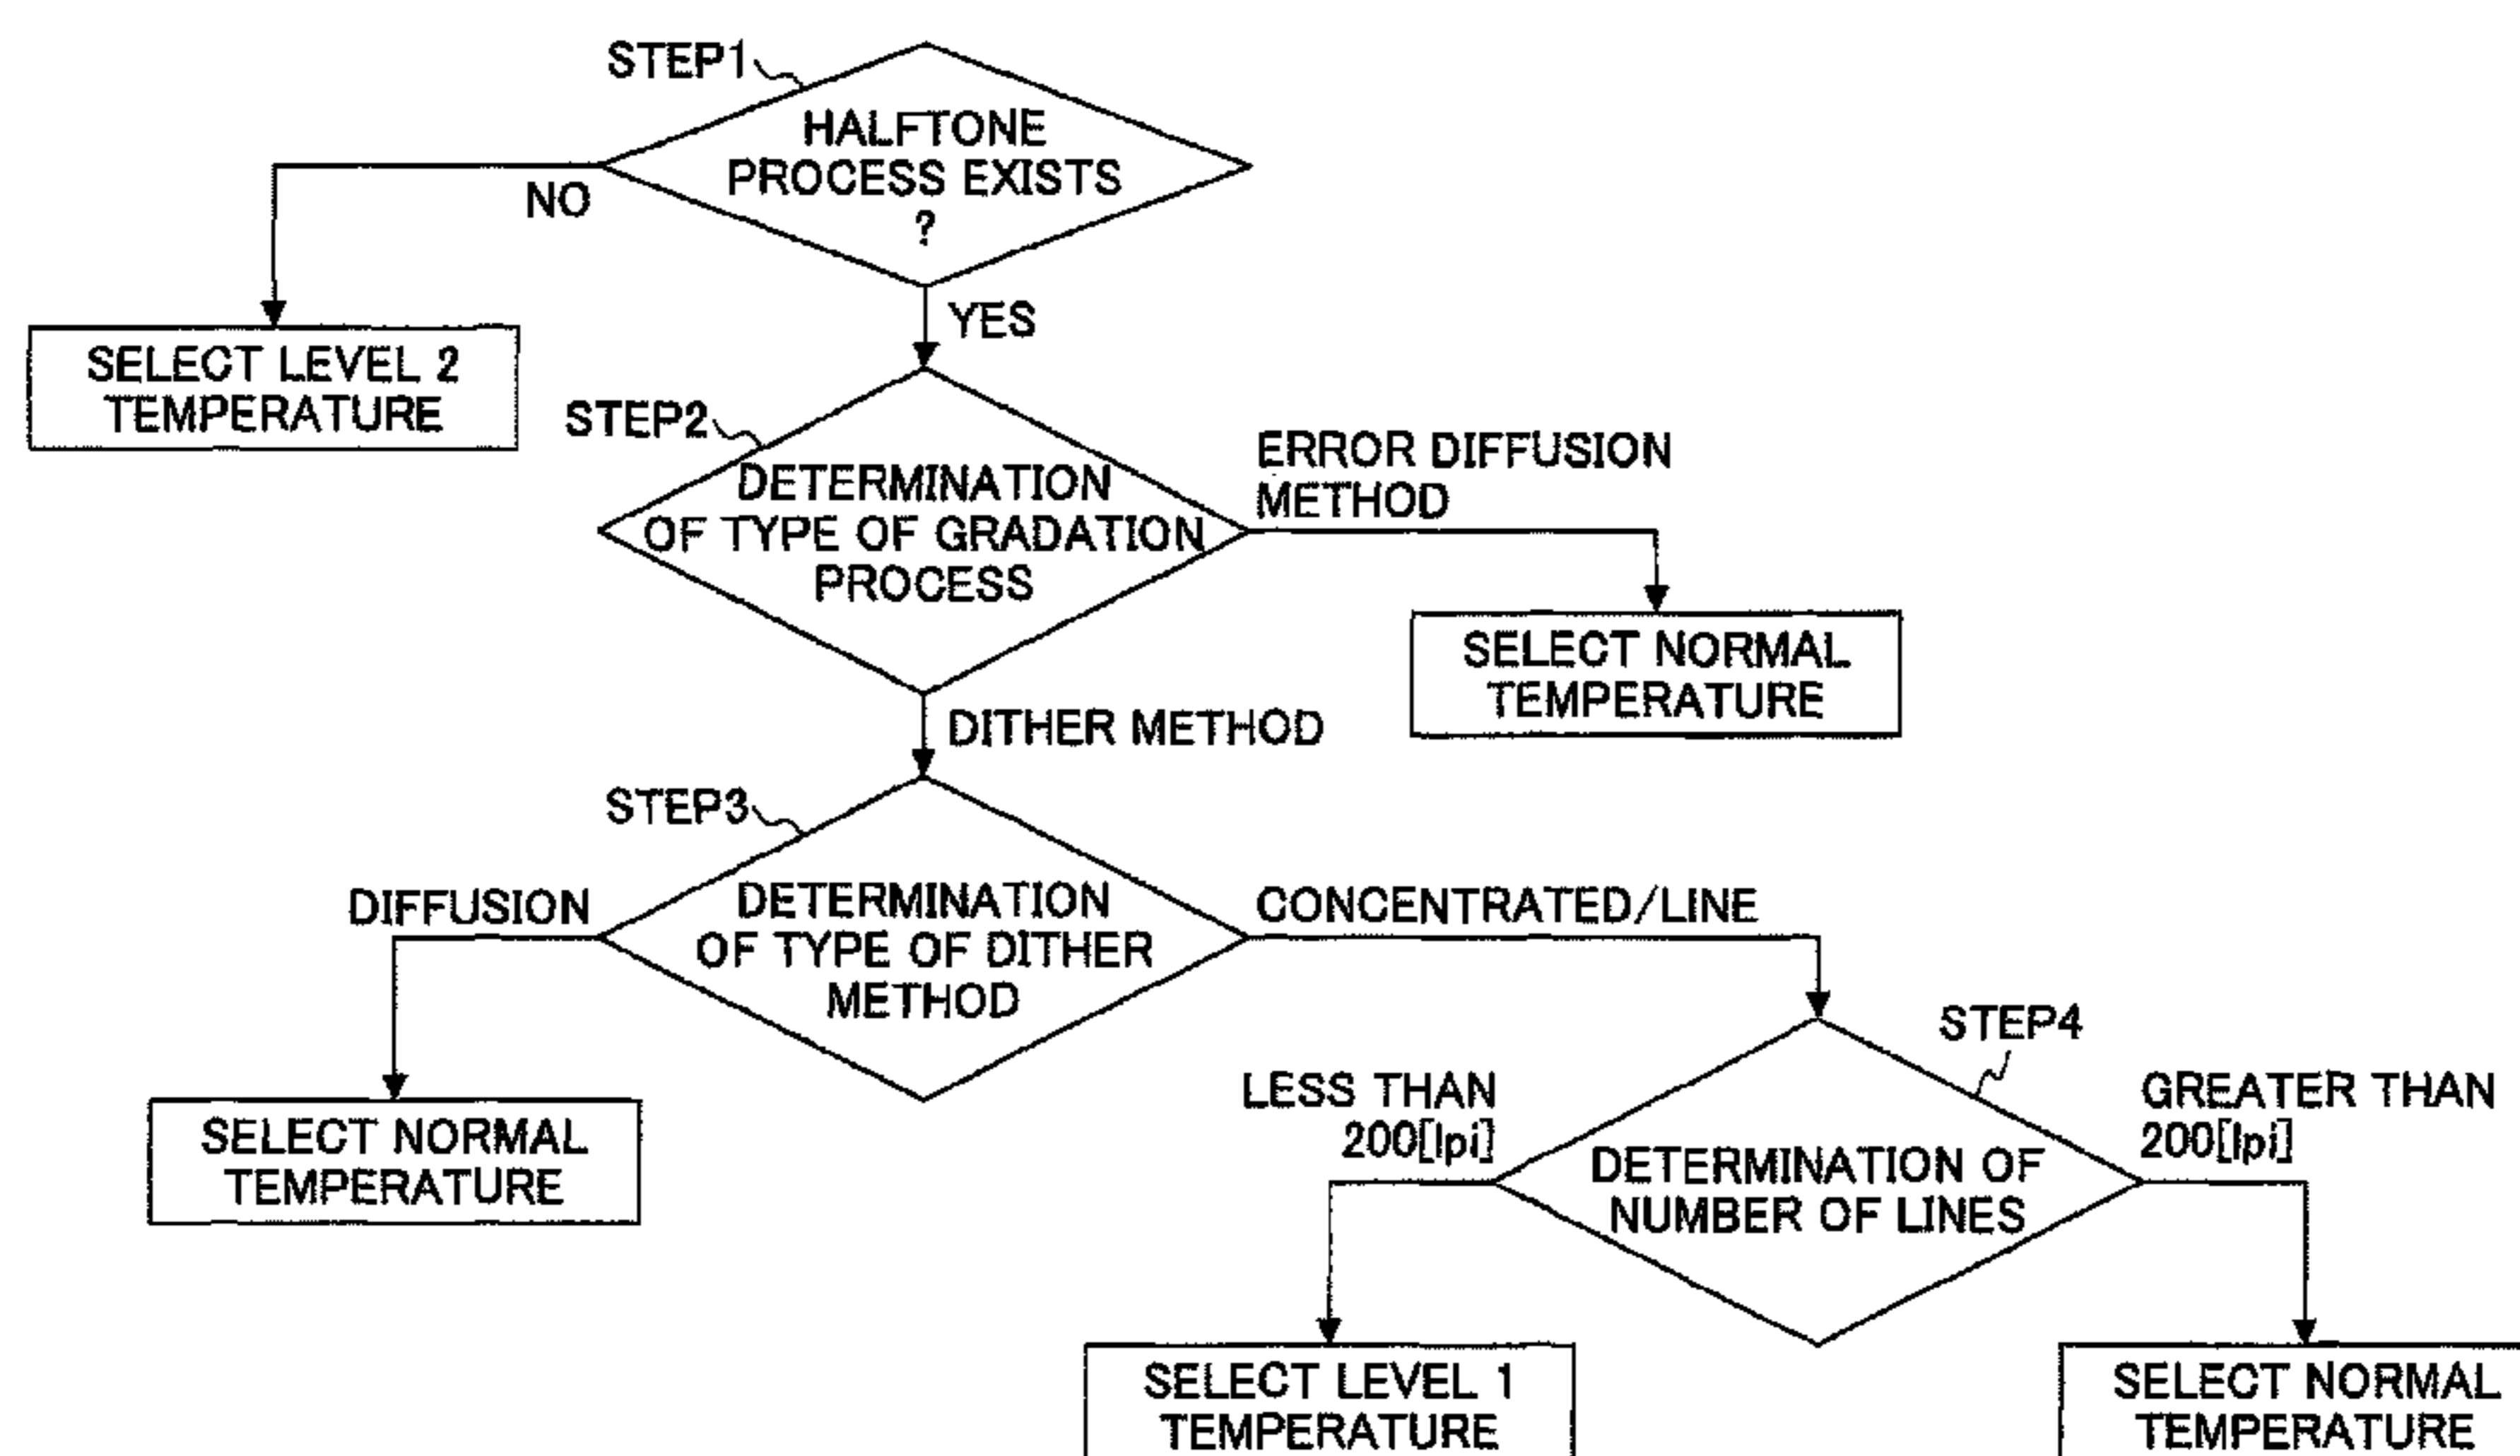 STEP1
HALFTONE
PROCESS EXISTS
?
NO
YES
SELECT LEVEL 2
TEMPERATURE
STEP2
DETERMINATION
OF TYPE OF GRADATION
PROCESS
ERROR DIFFUSION
METHOD
SELECT NORMAL
TEMPERATURE
DITHER METHOD
STEP3
DIFFUSION
DETERMINATION
OF TYPE OF DITHER
METHOD
CONCENTRATED/LINE
SELECT NORMAL
TEMPERATURE
STEP4
LESS THAN
200[lpi]
DETERMINATION OF
NUMBER OF LINES
GREATER THAN
200[lpi]
SELECT LEVEL 1
TEMPERATURE
SELECT NORMAL
TEMPERATURE